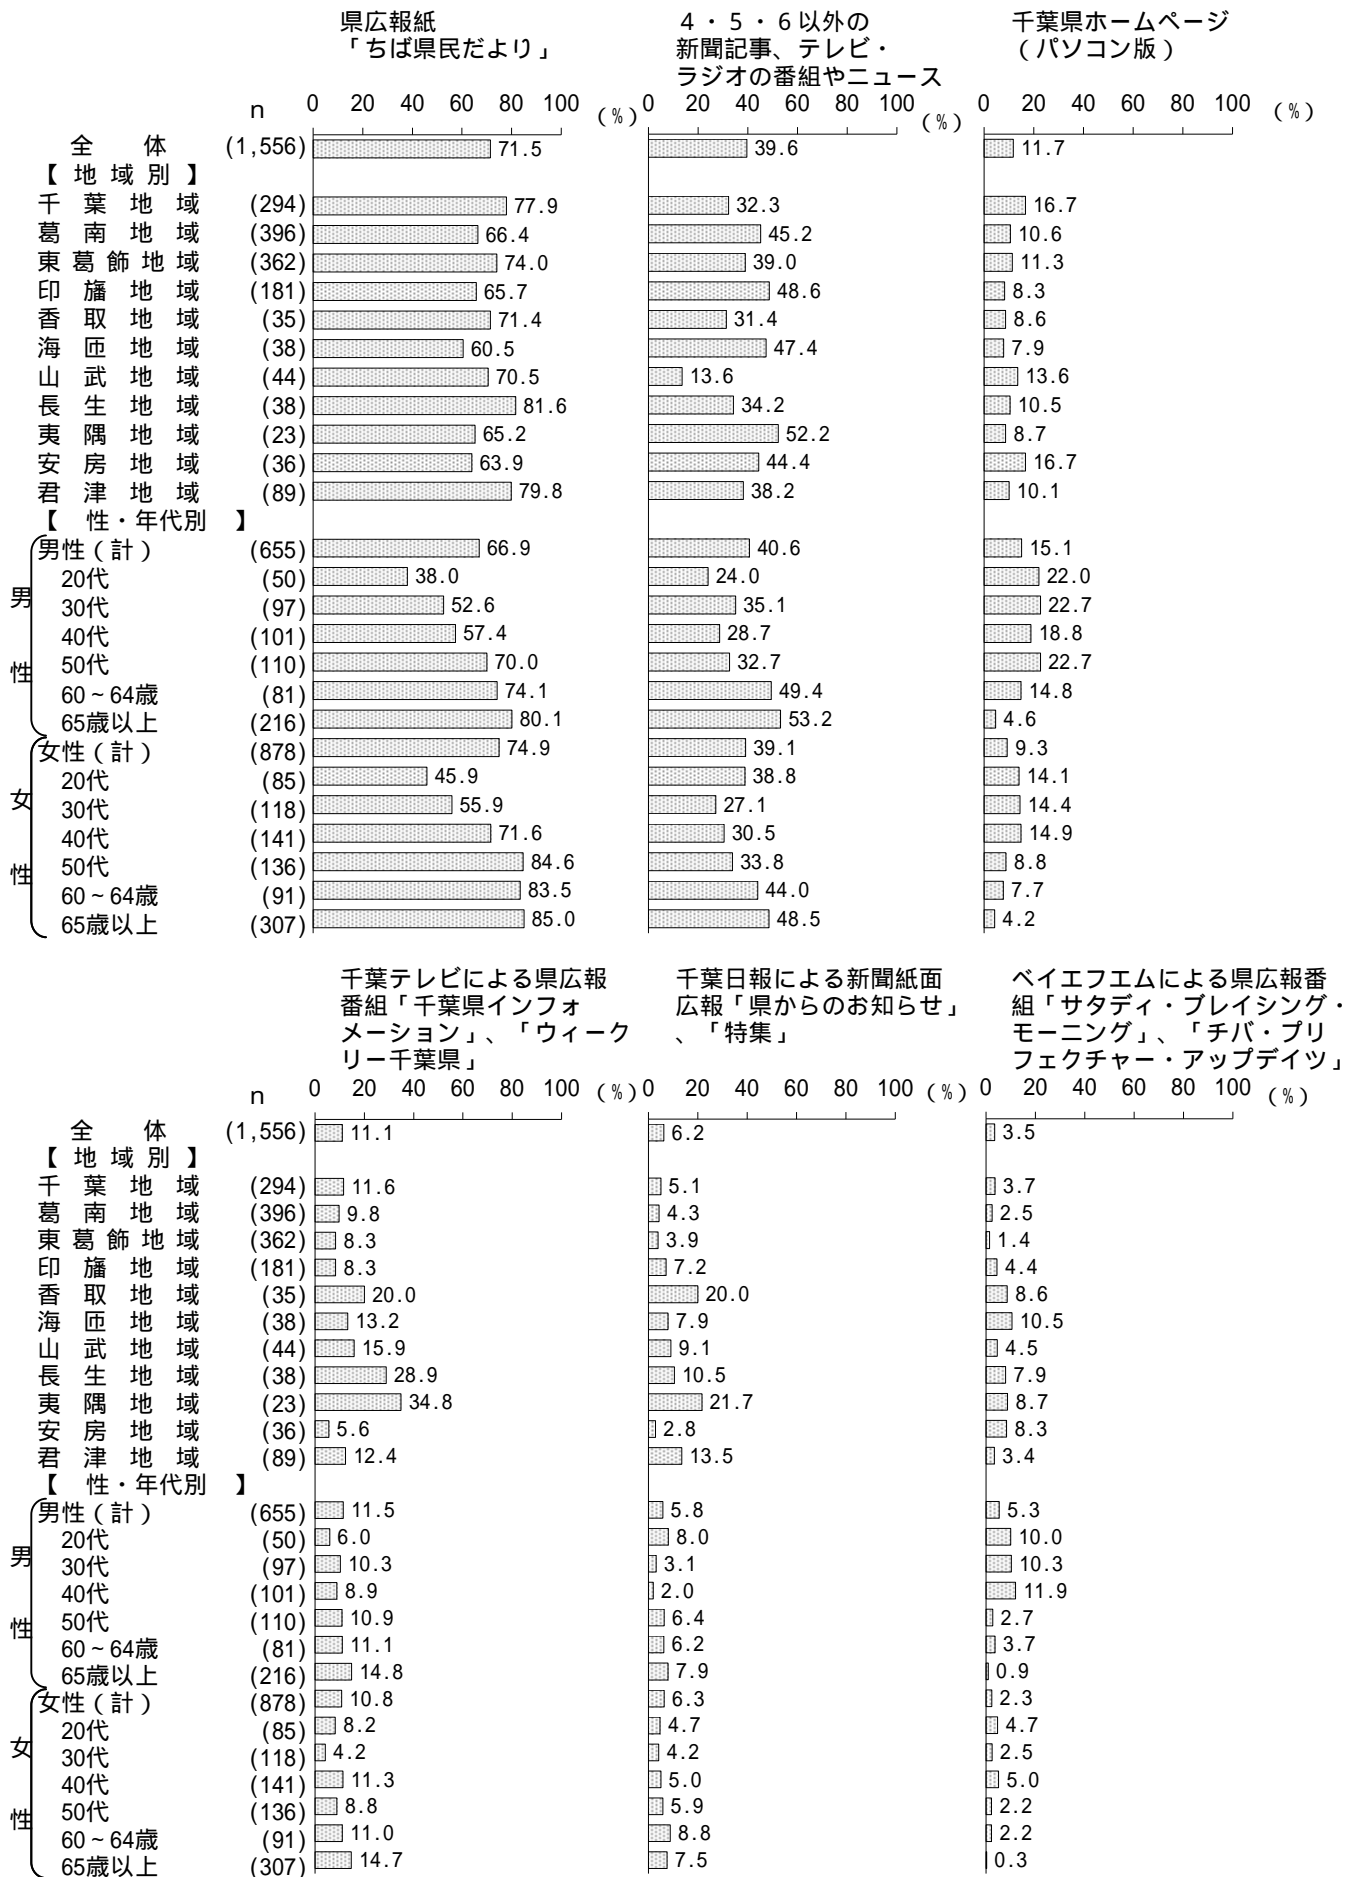 県広報紙
「ちば県民だより」
４・５・６以外の
新聞記事、テレビ・
ラジオの番組やニュース
千葉県ホームページ
（パソコン版）
n 0 20 40 60 80 100 (％) 0 20 40 60 80 100 (％) 0 20 40 60 80 100 (％)
全体 (1,556) 71.5 39.6 11.7
【地域別】
千葉地域 (294) 77.9 32.3 16.7
葛南地域 (396) 66.4 45.2 10.6
東葛飾地域 (362) 74.0 39.0 11.3
印旛地域 (181) 65.7 48.6 8.3
香取地域 (35) 71.4 31.4 8.6
海匝地域 (38) 60.5 47.4 7.9
山武地域 (44) 70.5 13.6 13.6
長生地域 (38) 81.6 34.2 10.5
夷隅地域 (23) 65.2 52.2 8.7
安房地域 (36) 63.9 44.4 16.7
君津地域 (89) 79.8 38.2 10.1
【 性・年代別 】
男性（計） (655) 66.9 40.6 15.1
20代 (50) 38.0 24.0 22.0
男 30代 (97) 52.6 35.1 22.7
40代 (101) 57.4 28.7 18.8
性 50代 (110) 70.0 32.7 22.7
60～64歳 (81) 74.1 49.4 14.8
65歳以上 (216) 80.1 53.2 4.6
女性（計） (878) 74.9 39.1 9.3
20代 (85) 45.9 38.8 14.1
女 30代 (118) 55.9 27.1 14.4
40代 (141) 71.6 30.5 14.9
性 50代 (136) 84.6 33.8 8.8
60～64歳 (91) 83.5 44.0 7.7
65歳以上 (307) 85.0 48.5 4.2
千葉テレビによる県広報
番組「千葉県インフォ
メーション」、「ウィーク
リー千葉県」
千葉日報による新聞紙面
広報「県からのお知らせ」
、「特集」
ベイエフエムによる県広報番
組「サタディ・ブレイシング・
モーニング」、「チバ・プリ
フェクチャー・アップデイツ」
n 0 20 40 60 80 100 (％) 0 20 40 60 80 100 (％) 0 20 40 60 80 100 (％)
全体 (1,556) 11.1 6.2 3.5
【地域別】
千葉地域 (294) 11.6 5.1 3.7
葛南地域 (396) 9.8 4.3 2.5
東葛飾地域 (362) 8.3 3.9 1.4
印旛地域 (181) 8.3 7.2 4.4
香取地域 (35) 20.0 20.0 8.6
海匝地域 (38) 13.2 7.9 10.5
山武地域 (44) 15.9 9.1 4.5
長生地域 (38) 28.9 10.5 7.9
夷隅地域 (23) 34.8 21.7 8.7
安房地域 (36) 5.6 2.8 8.3
君津地域 (89) 12.4 13.5 3.4
【 性・年代別 】
男性（計） (655) 11.5 5.8 5.3
20代 (50) 6.0 8.0 10.0
男 30代 (97) 10.3 3.1 10.3
40代 (101) 8.9 2.0 11.9
性 50代 (110) 10.9 6.4 2.7
60～64歳 (81) 11.1 6.2 3.7
65歳以上 (216) 14.8 7.9 0.9
女性（計） (878) 10.8 6.3 2.3
20代 (85) 8.2 4.7 4.7
女 30代 (118) 4.2 4.2 2.5
40代 (141) 11.3 5.0 5.0
性 50代 (136) 8.8 5.9 2.2
60～64歳 (91) 11.0 8.8 2.2
65歳以上 (307) 14.7 7.5 0.3